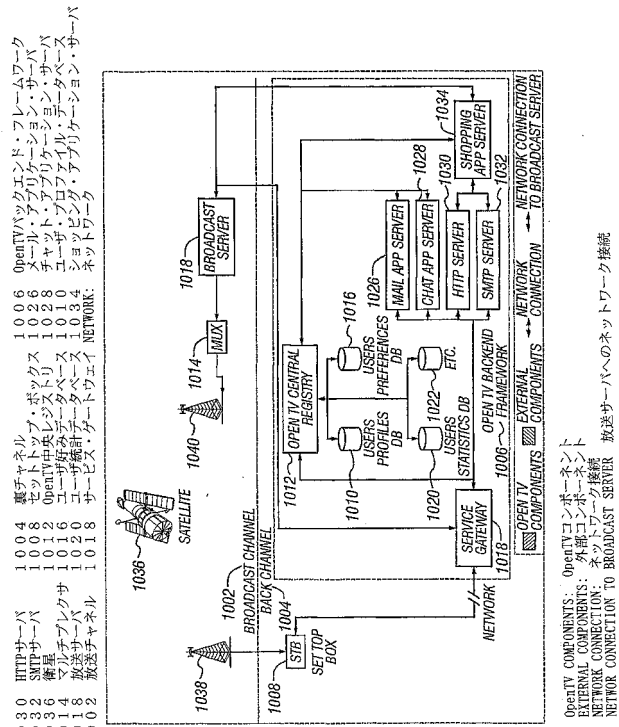 030 HTTPサーバ 1004 裏チャネル 1006 OpenTVバックエンド・フレームワーク
032 SMTPサーバ 1008 セットトップ・ボックス 1026 メール・アプリケーション・サーバ
036 衛星 1012 OpenTV中央レジストリ 1028 チャット・アプリケーション・サーバ
014 マルチプレクサ 1016 ユーザ好みデータベース 1010 ユーザ・プロファイル・データベース
018 放送サーバ 1020 ユーザ統計データベース 1034 ショッピング・アプリケーション・サーバ
002 放送チャネル 1018 サービス・ゲートウェイ NETWORK: ネットワーク
1036
SATELLITE
1038
1040
1014
MUX
1018
BROADCAST
SERVER
1002
BROADCAST CHANNEL
BACK CHANNEL
1004
1008
STB
SET TOP
BOX
NETWORK
SERVICE
GATEWAY
1018
1012
OPEN TV CENTRAL
REGISTRY
1010
USERS
PROFILES
DB
1016
USERS
PREFERENCES
DB
1020
USERS
STATISTICS DB
1022
ETC.
1006
OPEN TV BACKEND
FRAMEWORK
1026
MAIL APP SERVER
CHAT APP SERVER
1028
1030
HTTP SERVER
SMTP SERVER
1032
SHOPPING
APP SERVER
1034
OPEN TV
COMPONENTS
EXTERNAL
COMPONENTS
NETWORK
CONNECTION
NETWORK CONNECTION
TO BROADCAST SERVER
OpenTV COMPONENTS: OpenTVコンポーネント
EXTERNAL COMPONENTS: 外部コンポーネント
NETWORK CONNECTION: ネットワーク接続
NETWOR CONNECTION TO BROADCAST SERVER 放送サーバへのネットワーク接続